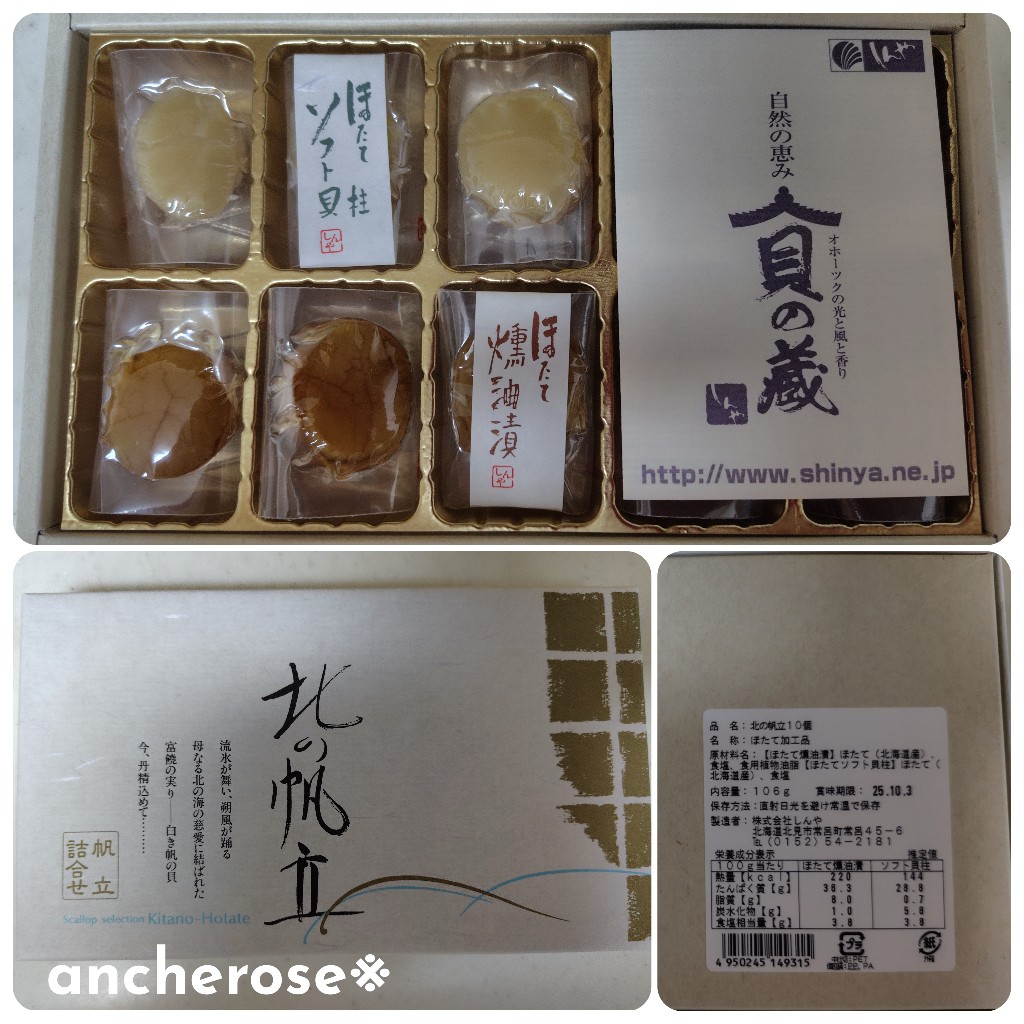 ほたて
ソフト貝柱
しんや
ほたて
燻油漬
しんや
しんや
自然の恵み
貝の蔵
オホーツクの光と風と香り
しんや
http://www.shinya.ne.jp
北の帆立
流氷が舞い、朔風が踊る
母なる北の海の慈愛に結ばれた
富饒の実り——白き帆の貝
今、丹精込めて………
帆立
詰合せ
Scallop selection Kitano-Hotate
ancherose※
品 名：北の帆立10個
名 称：ほたて加工品
原材料名：【ほたて燻油漬】ほたて（北海道産）、
食塩、食用植物油脂【ほたてソフト貝柱】ほたて（
北海道産）、食塩
内容量：106g 賞味期限：25.10.3
保存方法：直射日光を避け常温で保存
製造者：株式会社しんや
北海道北見市常呂町常呂45-6
℡（0152）54-2181
栄養成分表示 推定値
100g当たり ほたて燻油漬 ソフト貝柱
熱量【kcal】 220 144
たんぱく質【g】 36.3 28.8
脂質【g】 8.0 0.7
炭水化物【g】 1.0 5.8
食塩相当量【g】 3.8 3.8
4 950245 149315
プラ
紙